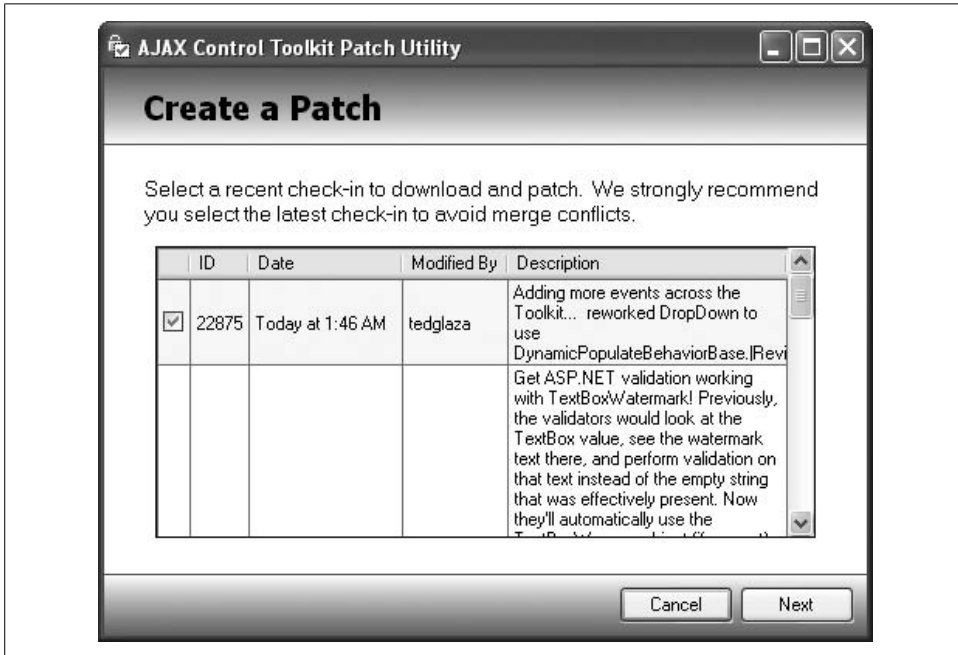 AJAX Control Toolkit Patch Utility
Create a Patch
Select a recent check-in to download and patch. We strongly recommend
you select the latest check-in to avoid merge conflicts.
ID Date Modified By Description
22875 Today at 1:46 AM tedglaza
Adding more events across the
Toolkit... reworked DropDown to
use
DynamicPopulateBehaviorBase.|Revi
Get ASP.NET validation working
with TextBoxWatermark! Previously,
the validators would look at the
TextBox value, see the watermark
text there, and perform validation on
that text instead of the empty string
that was effectively present. Now
they'll automatically use the
Cancel Next